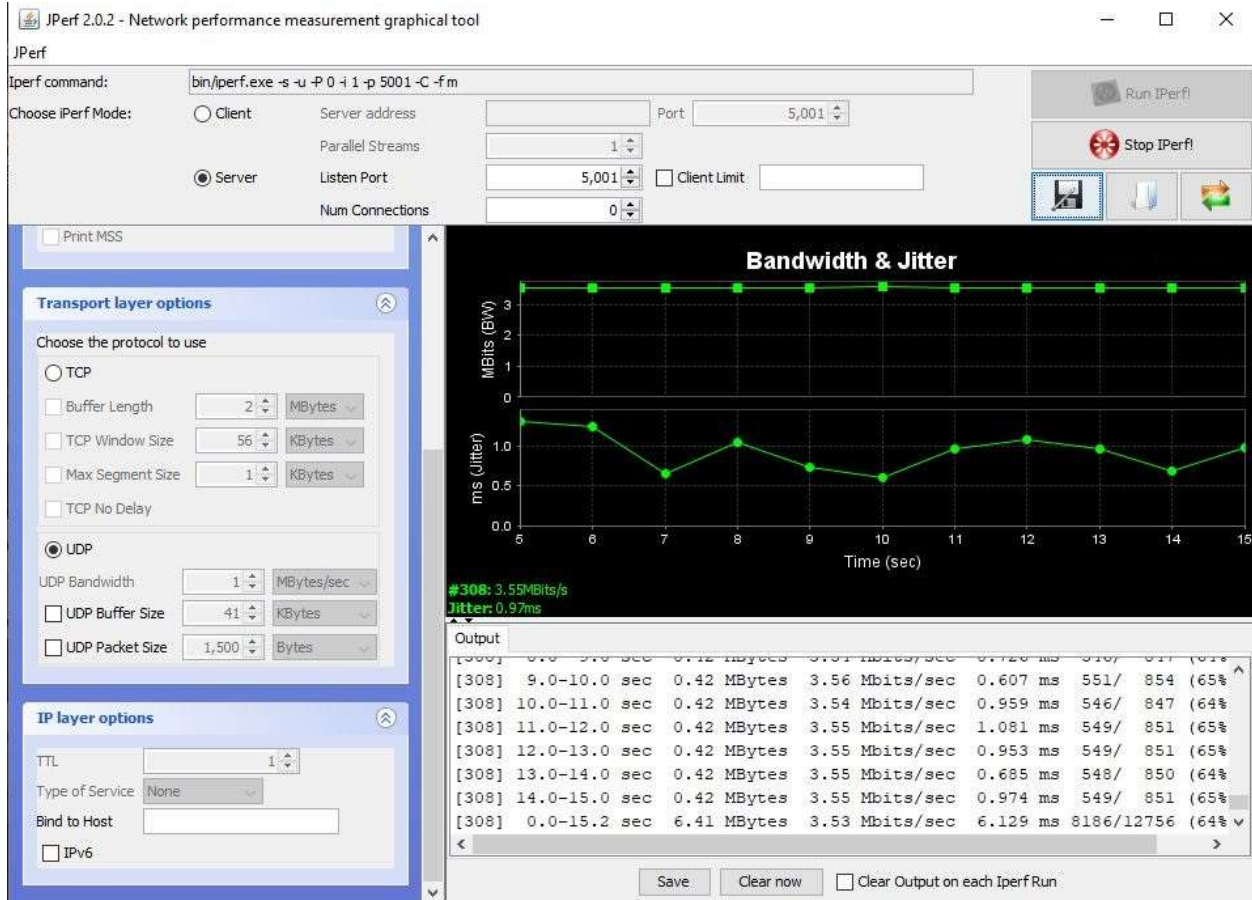 JPerf 2.0.2 - Network performance measurement graphical tool
JPerf
Iperf command:
bin/iperf.exe -s -u -P 0 -i 1 -p 5001 -C -f m
Run IPerf!
Choose iPerf Mode:
Client
Server address
Port
5,001
Parallel Streams
1
Stop IPerf!
Server
Listen Port
5,001
Client Limit
Num Connections
0
Print MSS
Transport layer options
Choose the protocol to use
TCP
Buffer Length
2
MBytes
TCP Window Size
56
KBytes
Max Segment Size
1
KBytes
TCP No Delay
UDP
UDP Bandwidth
1
MBytes/sec
UDP Buffer Size
41
KBytes
UDP Packet Size
1,500
Bytes
IP layer options
TTL
1
Type of Service
None
Bind to Host
IPv6
Bandwidth & Jitter
MBits (BW)
3
2
1
0
ms (Jitter)
1.0
0.5
0.0
5 6 7 8 9 10 11 12 13 14 15
Time (sec)
#308: 3.55MBits/s
Jitter: 0.97ms
Output
[308] 9.0-10.0 sec 0.42 MBytes 3.56 Mbits/sec 0.607 ms 551/ 854 (65%
[308] 10.0-11.0 sec 0.42 MBytes 3.54 Mbits/sec 0.959 ms 546/ 847 (64%
[308] 11.0-12.0 sec 0.42 MBytes 3.55 Mbits/sec 1.081 ms 549/ 851 (65%
[308] 12.0-13.0 sec 0.42 MBytes 3.55 Mbits/sec 0.953 ms 549/ 851 (65%
[308] 13.0-14.0 sec 0.42 MBytes 3.55 Mbits/sec 0.685 ms 548/ 850 (64%
[308] 14.0-15.0 sec 0.42 MBytes 3.55 Mbits/sec 0.974 ms 549/ 851 (65%
[308] 0.0-15.2 sec 6.41 MBytes 3.53 Mbits/sec 6.129 ms 8186/12756 (64%
Save
Clear now
Clear Output on each Iperf Run